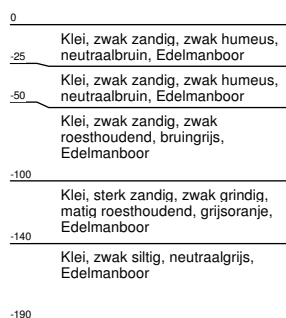 0
Klei, zwak zandig, zwak humeus,
-25 neutraalbruin, Edelmanboor
Klei, zwak zandig, zwak humeus,
-50 neutraalbruin, Edelmanboor
Klei, zwak zandig, zwak
roesthoudend, bruingrijs,
Edelmanboor
-100
Klei, sterk zandig, zwak grindig,
matig roesthoudend, grijsoranje,
-140 Edelmanboor
Klei, zwak siltig, neutraalgrijs,
Edelmanboor
-190